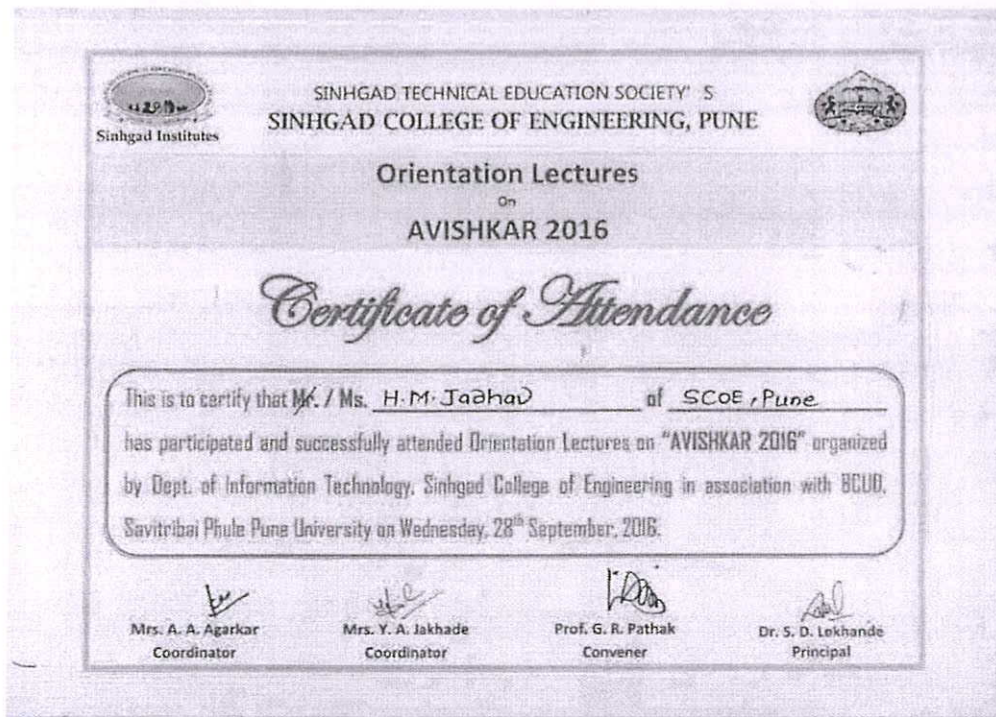 SINHGAD TECHNICAL EDUCATION SOCIETY' S
Sinhgad Institutes
SINHGAD COLLEGE OF ENGINEERING, PUNE
Orientation Lectures
On
AVISHKAR 2016
Certificate of Attendance
This is to certify that Mr. / Ms. H.M. Jadhav of SCOE, Pune
has participated and successfully attended Orientation Lectures on "AVISHKAR 2016" organized
by Dept. of Information Technology, Sinhgad College of Engineering in association with BCUD,
Savitribai Phule Pune University on Wednesday, 28th September, 2016.
Mrs. A. A. Agarkar Mrs. Y. A. Jakhade Prof. G. R. Pathak Dr. S. D. Lokhande
Coordinator Coordinator Convener Principal